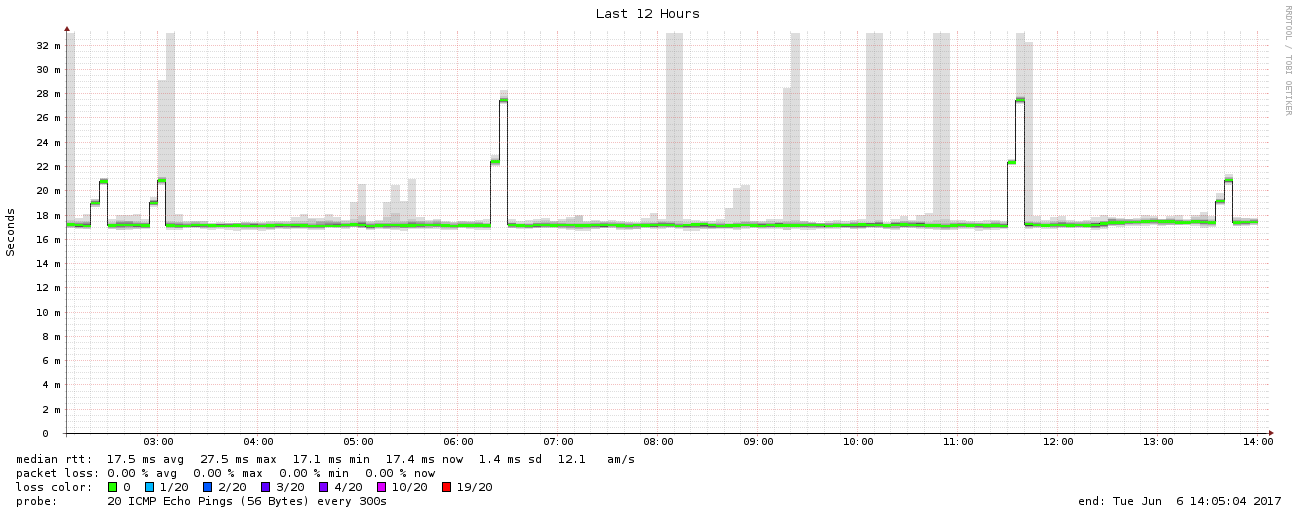 Last 12 Hours
RRDTOOL / TOBI OETIKER
Seconds
32 m
30 m
28 m
26 m
24 m
22 m
20 m
18 m
16 m
14 m
12 m
10 m
8 m
6 m
4 m
2 m
0
03:00 04:00 05:00 06:00 07:00 08:00 09:00 10:00 11:00 12:00 13:00 14:00
median rtt: 17.5 ms avg 27.5 ms max 17.1 ms min 17.4 ms now 1.4 ms sd 12.1 am/s
packet loss: 0.00 % avg 0.00 % max 0.00 % min 0.00 % now
loss color: 0 1/20 2/20 3/20 4/20 10/20 19/20
probe: 20 ICMP Echo Pings (56 Bytes) every 300s end: Tue Jun 6 14:05:04 2017